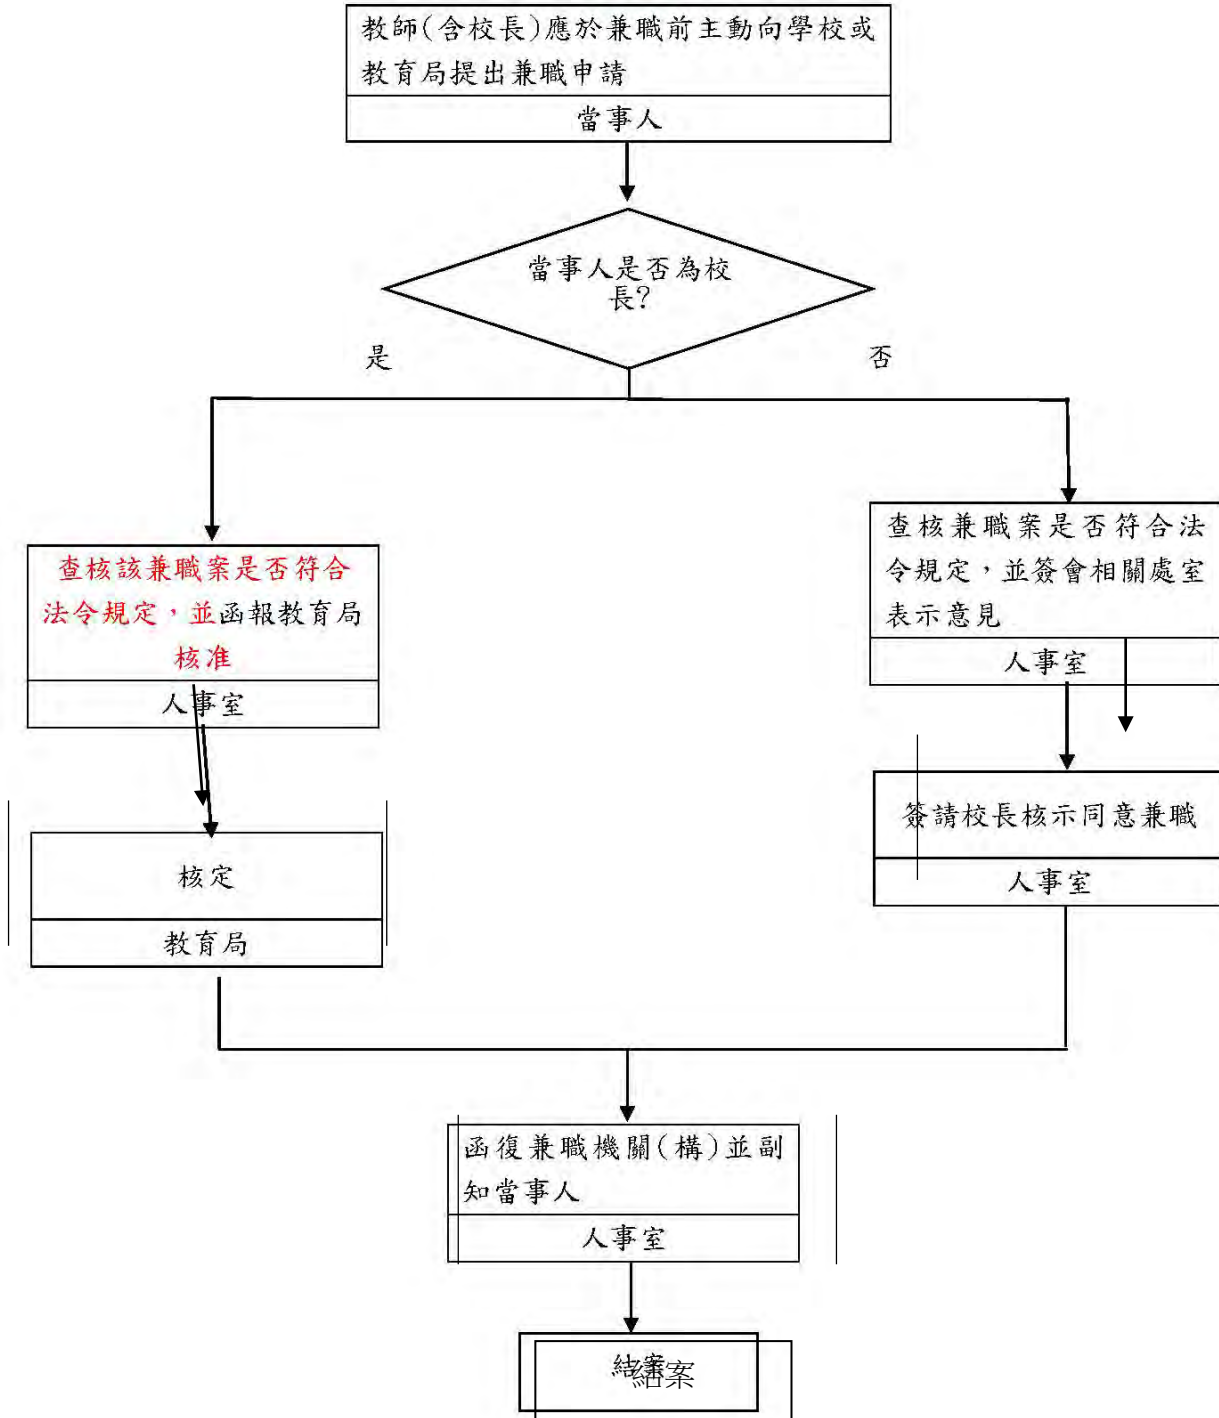 教師(含校長)應於兼職前主動向學校或
教育局提出兼職申請
當事人
當事人是否為校
長?
是
否
查核該兼職案是否符合
法令規定，並函報教育局
核准
人事室
查核兼職案是否符合法
令規定，並簽會相關處室
表示意見
人事室
核定
教育局
簽請校長核示同意兼職
人事室
函復兼職機關(構)並副
知當事人
人事室
結案
結案